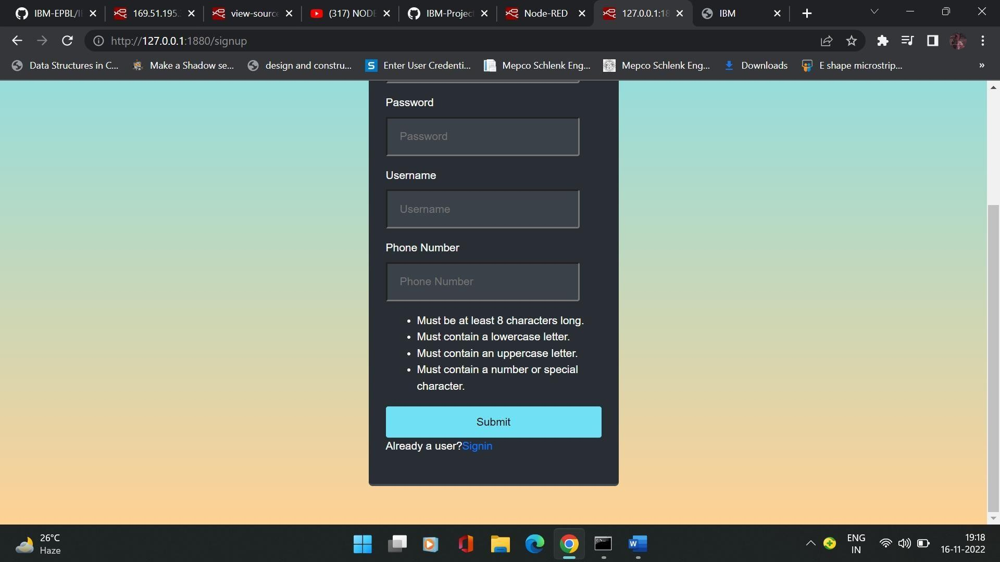 IBM-EPBL/I
169.51.195.
view-source
(317) NODE
IBM-Project
Node-RED
127.0.0.1:18
IBM
http://127.0.0.1:1880/signup
Data Structures in C...
Make a Shadow se...
design and constru...
Enter User Credenti...
Mepco Schlenk Eng...
Mepco Schlenk Eng...
Downloads
E shape microstrip...
»
Password
Password
Username
Username
Phone Number
Phone Number
• Must be at least 8 characters long.
• Must contain a lowercase letter.
• Must contain an uppercase letter.
• Must contain a number or special
character.
Submit
Already a user?Signin
26°C
Haze
ENG
IN
19:18
16-11-2022